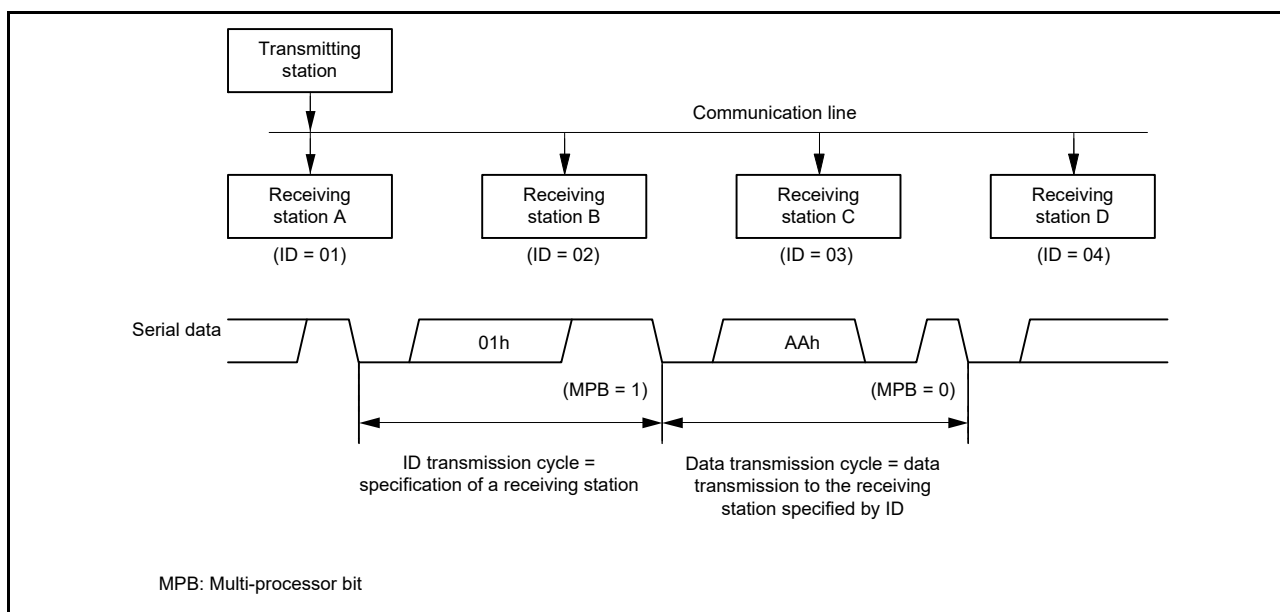 Transmitting
station
Communication line
Receiving
station A
Receiving
station B
Receiving
station C
Receiving
station D
(ID = 01)
(ID = 02)
(ID = 03)
(ID = 04)
Serial data
01h
AAh
(MPB = 1)
(MPB = 0)
ID transmission cycle =
specification of a receiving station
Data transmission cycle = data
transmission to the receiving
station specified by ID
MPB: Multi-processor bit